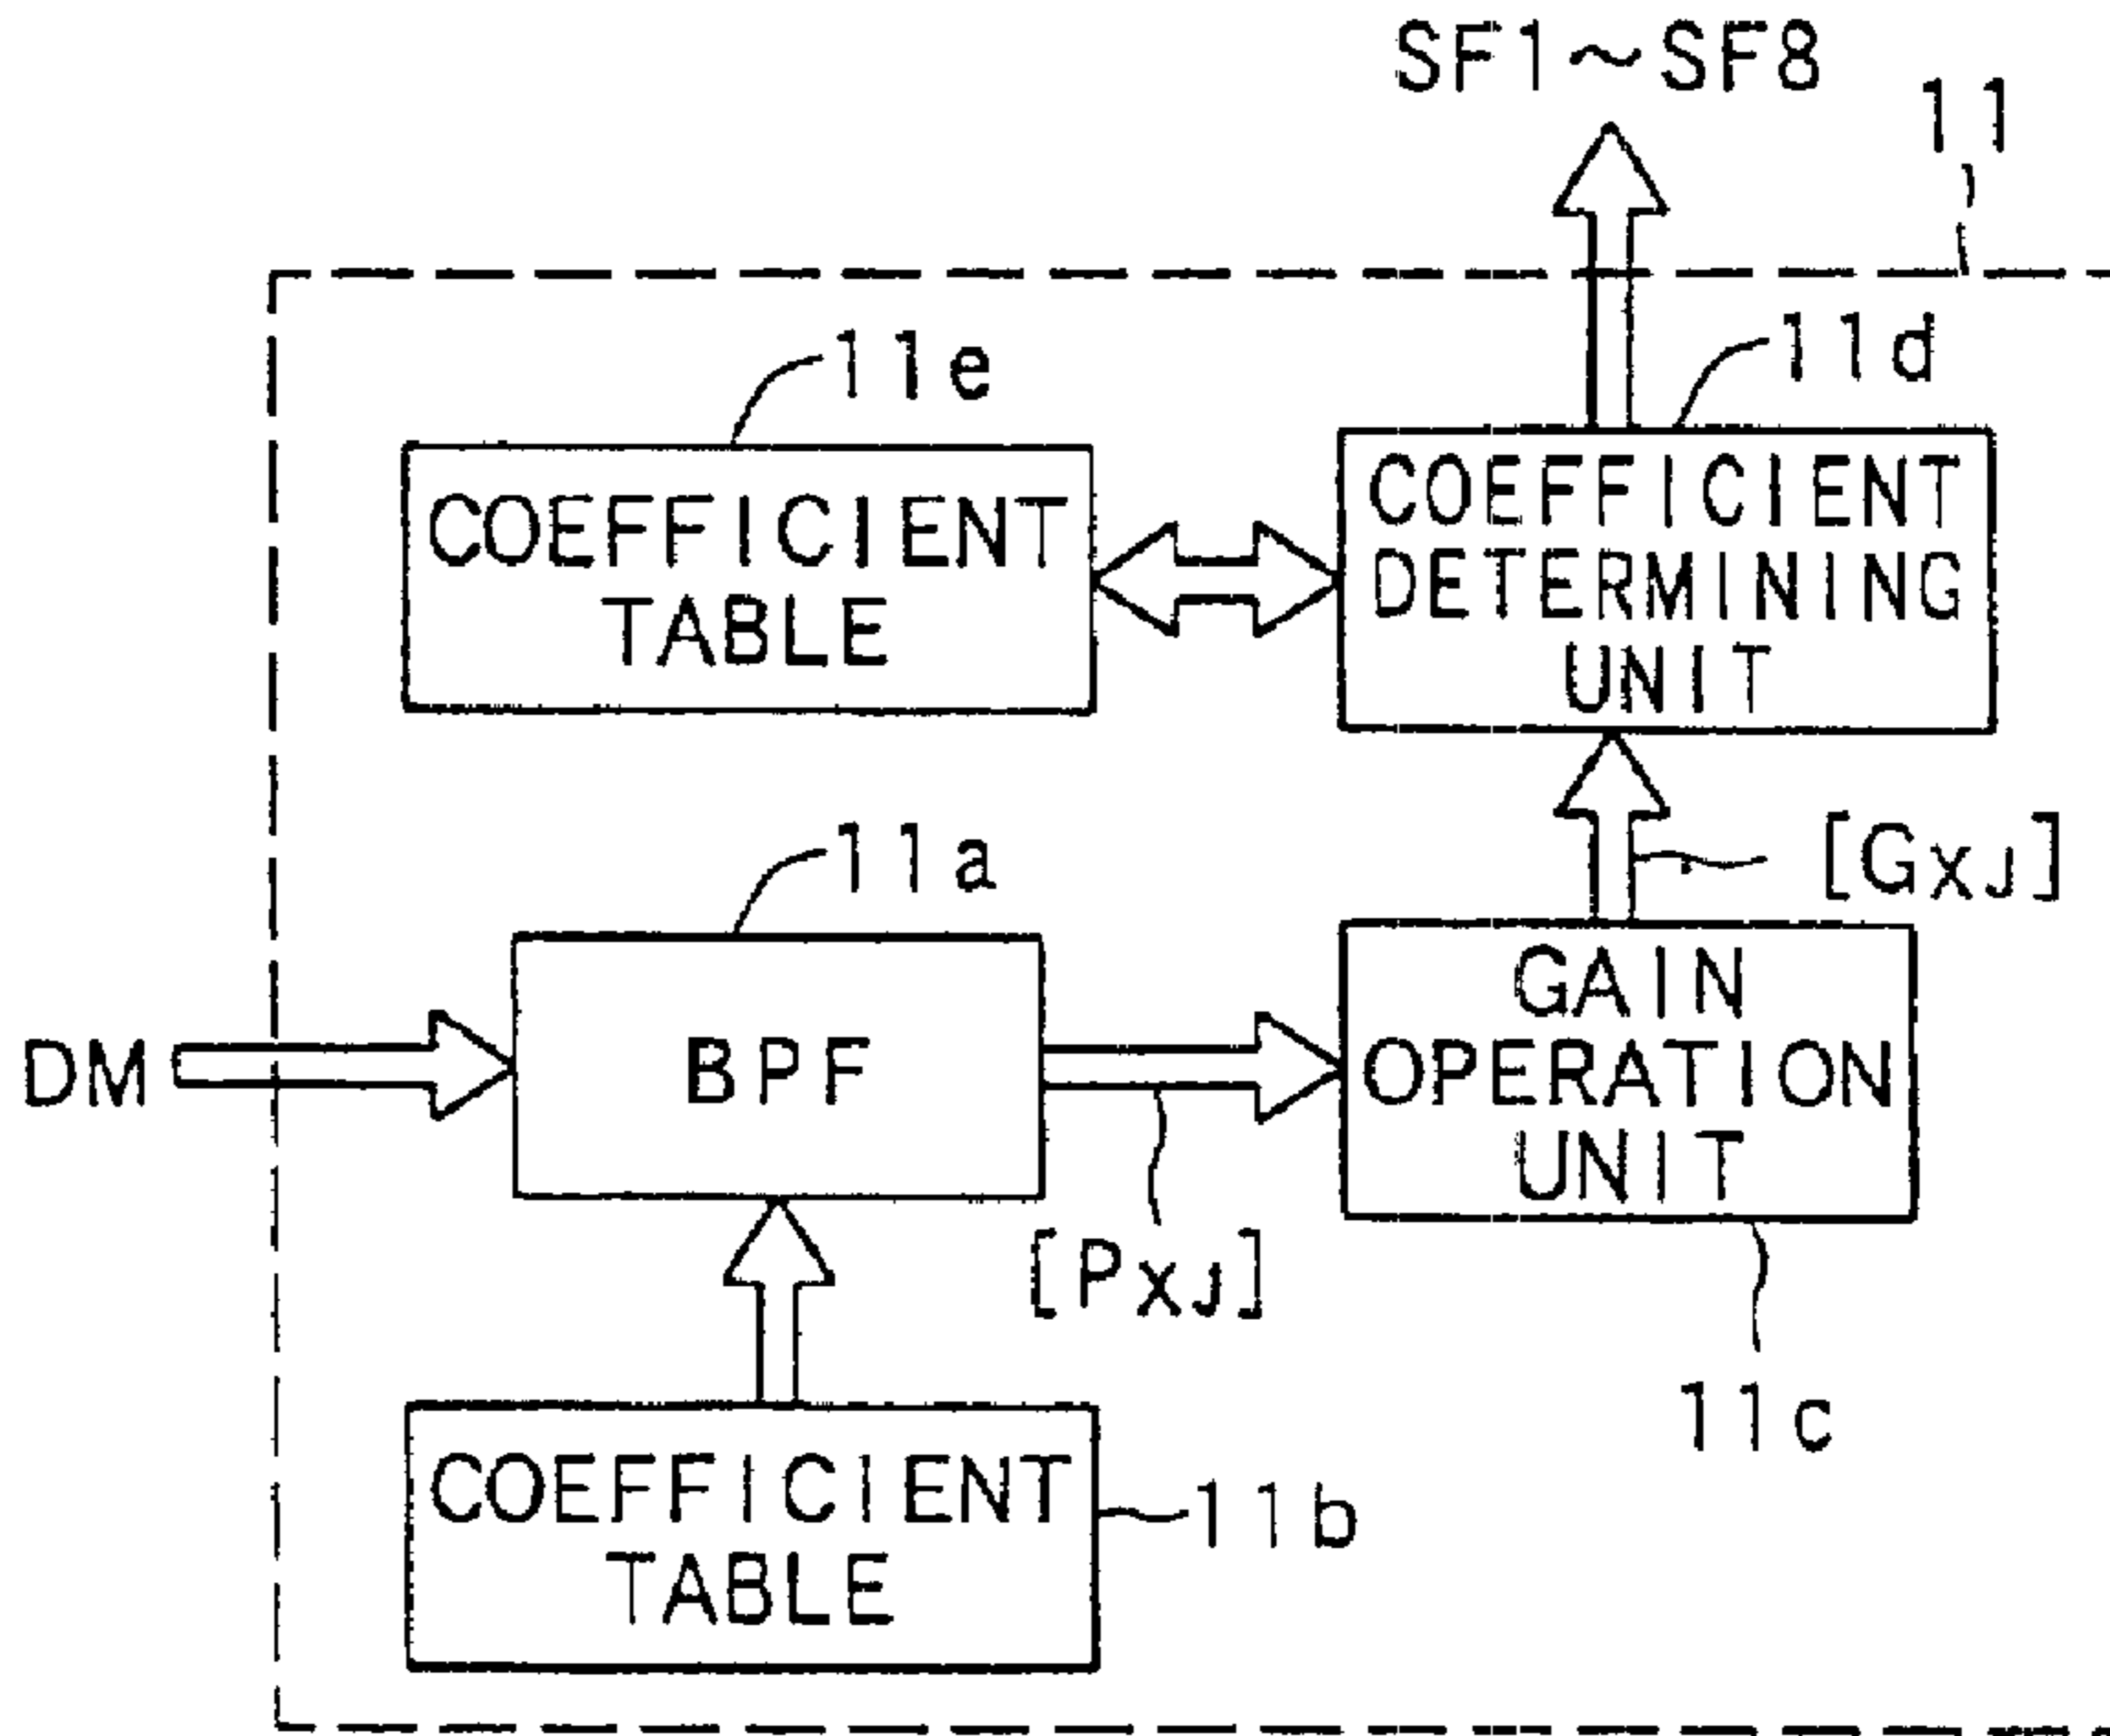 SF1~SF8
11
11e
11d
COEFFICIENT
TABLE
COEFFICIENT
DETERMINING
UNIT
11a
[GXJ]
DM
BPF
GAIN
OPERATION
UNIT
[PXJ]
11c
COEFFICIENT
TABLE
11b